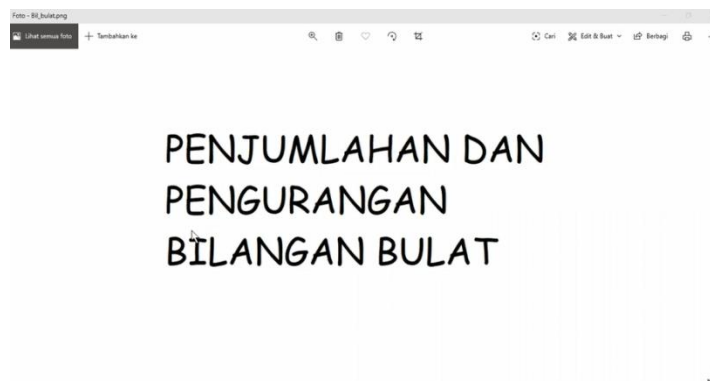 Foto - Bil_bulat.png
Lihat semua foto + Tambahkan ke Cari Edit & Buat Berbagi
PENJUMLAHAN DAN
PENGURANGAN
BILANGAN BULAT